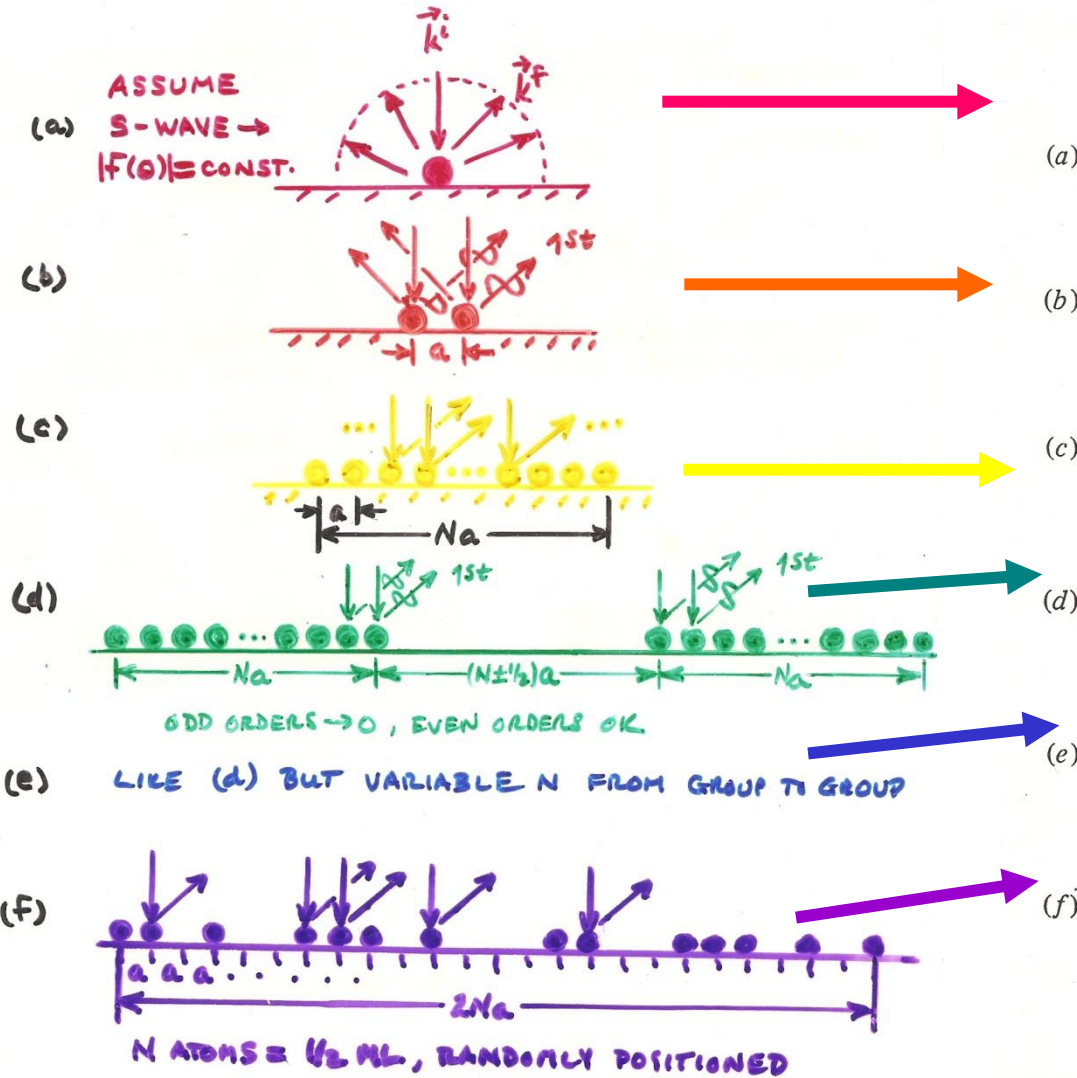 k⃗ⁱ
k⃗ᶠ
(a) ASSUME
S-WAVE →
|f(θ)|=CONST.
(a)
(b)
1st
a
(b)
(c)
... ...
....
a
Na
(c)
(d)
1st
1st
...
...
Na
(N±1/2)a
Na
(d)
ODD ORDERS→0, EVEN ORDERS OK
(e) LIKE (d) BUT VARIABLE N FROM GROUP TO GROUP
(e)
(f)
a a a . . . . . .
2Na
(f)
N ATOMS = 1/2 ML, RANDOMLY POSITIONED